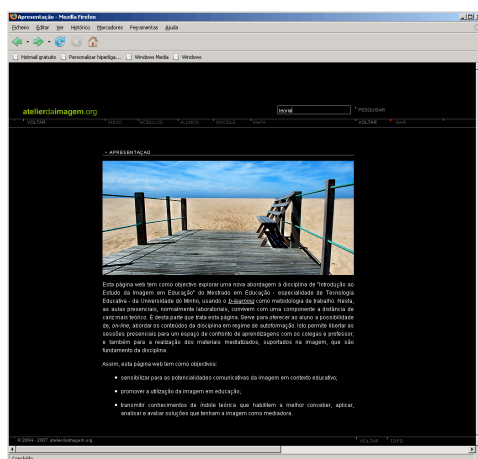 Apresentação - Mozilla Firefox
Ficheiro Editar Ver Histórico Marcadores Ferramentas Ajuda
Hotmail gratuito Personalizar hiperliga... Windows Media Windows
atelierdaimagem.org
teoria
PESQUISAR
VOLTAR INÍCIO MÓDULOS ALUNOS MOODLE MAPA VOLTAR SAIR
APRESENTAÇÃO
Esta página web tem como objectivo explorar uma nova abordagem à disciplina de "Introdução ao
Estudo da Imagem em Educação" do Mestrado em Educação - especialidade de Tecnologia
Educativa - da Universidade do Minho, usando o b-learning como metodologia de trabalho. Nesta,
as aulas presenciais, normalmente laboratoriais, convivem com uma componente a distância de
cariz mais teórico. É desta parte que trata esta página. Serve para oferecer ao aluno a possibilidade
de, on-line, abordar os conteúdos da disciplina em regime de autoformação. Isto permite libertar as
sessões presenciais para um espaço de confronto de aprendizagens com os colegas e professor,
e também para a realização dos materiais mediatizados, suportados na imagem, que são
fundamento da disciplina.
Assim, esta página web tem como objectivos:
sensibilizar para as potencialidades comunicativas da imagem em contexto educativo;
promover a utilização da imagem em educação;
transmitir conhecimentos de índole teórica que habilitem a melhor conceber, aplicar,
analisar e avaliar soluções que tenham a imagem como mediadora.
© 2004 - 2007 atelierdaimagem.org
VOLTAR TOPO
Concluído